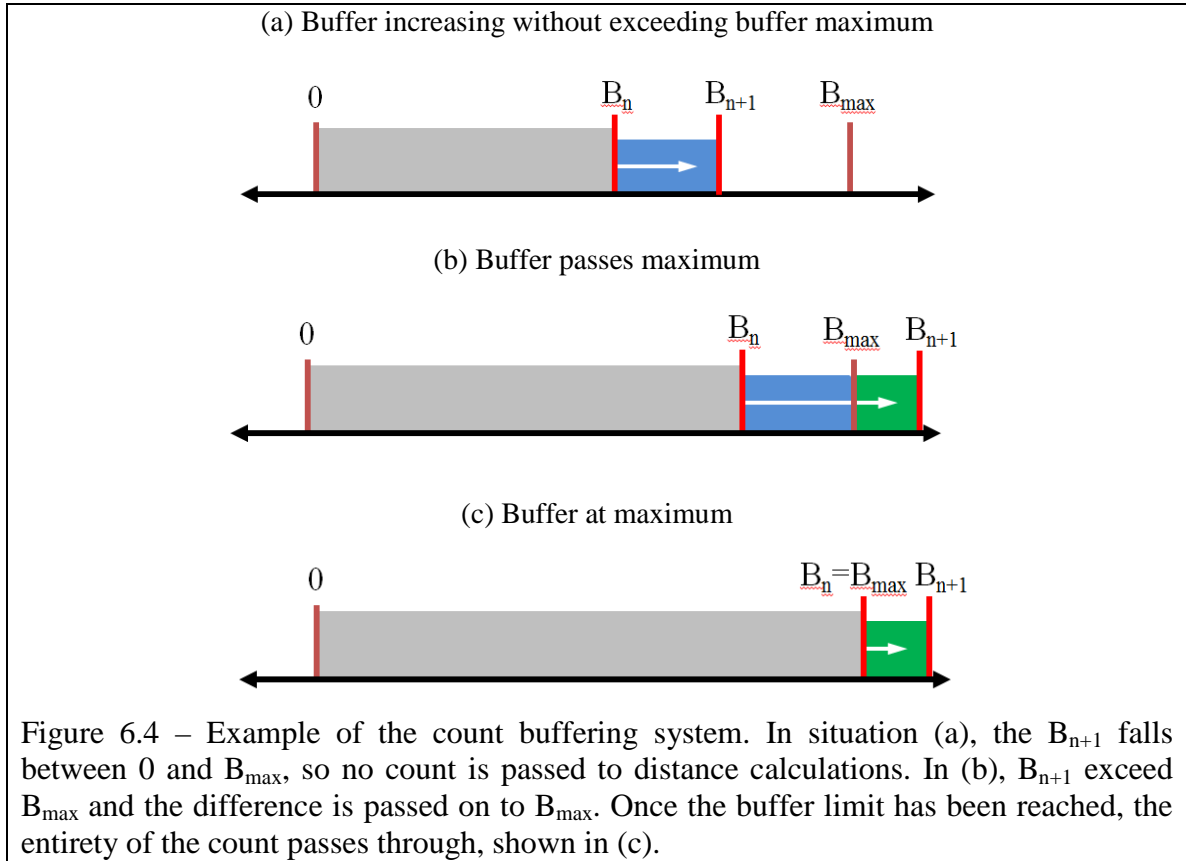 (a) Buffer increasing without exceeding buffer maximum
0 Bn Bn+1 Bmax
(b) Buffer passes maximum
0 Bn Bmax Bn+1
(c) Buffer at maximum
0 Bn=Bmax Bn+1
Figure 6.4 – Example of the count buffering system. In situation (a), the Bn+1 falls
between 0 and Bmax, so no count is passed to distance calculations. In (b), Bn+1 exceed
Bmax and the difference is passed on to Bmax. Once the buffer limit has been reached, the
entirety of the count passes through, shown in (c).